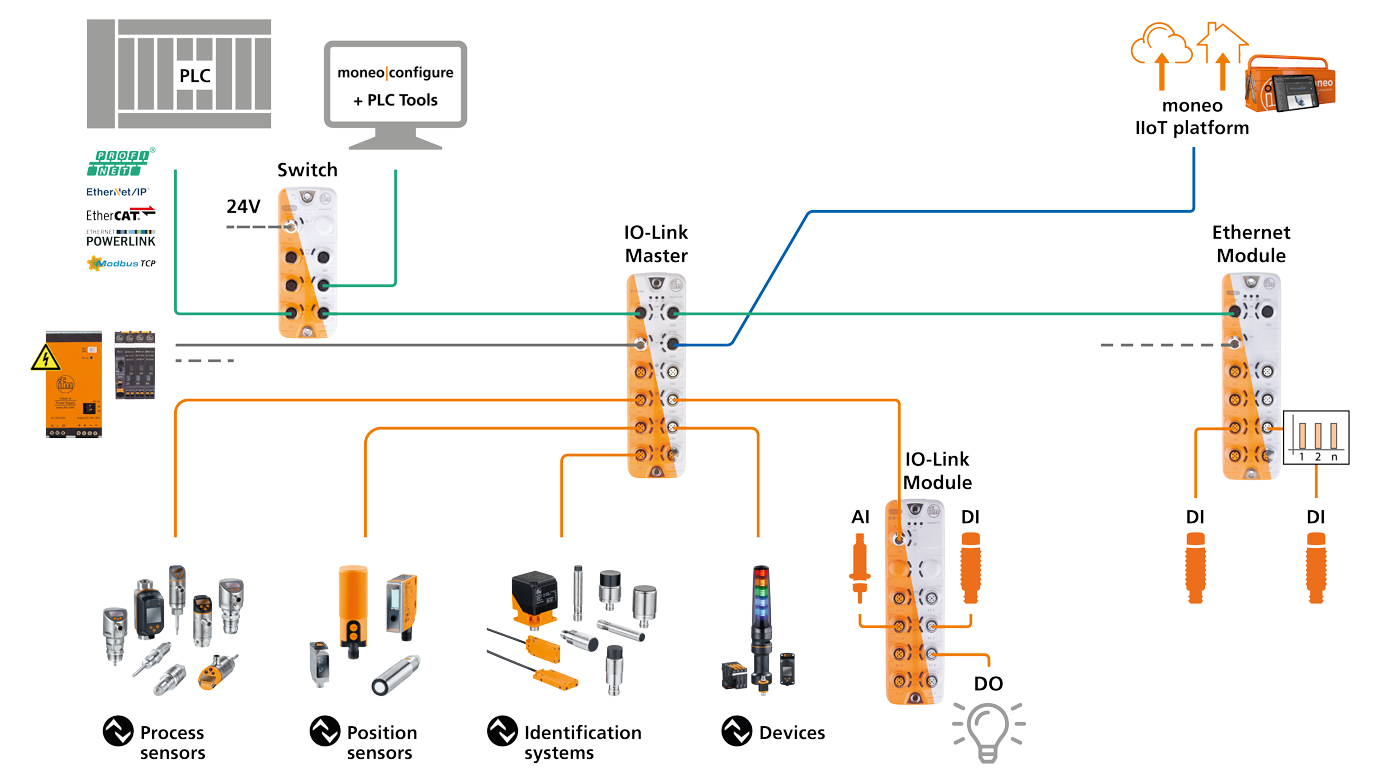 PLC
moneo|configure
+ PLC Tools
moneo
IIoT platform
PROFI
NET®
EtherNet/IP
EtherCAT
ETHERNET
POWERLINK
Modbus TCP
Switch
24V
IO-Link
Master
Ethernet
Module
ifm
1 2 n
IO-Link
Module
AI
DI
DI
DI
DO
Process
sensors
Position
sensors
Identification
systems
Devices